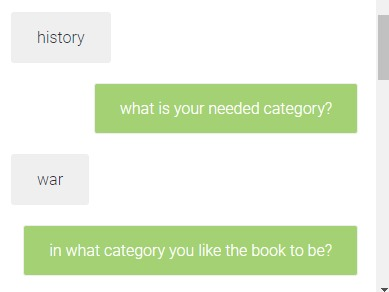 history
what is your needed category?
war
in what category you like the book to be?